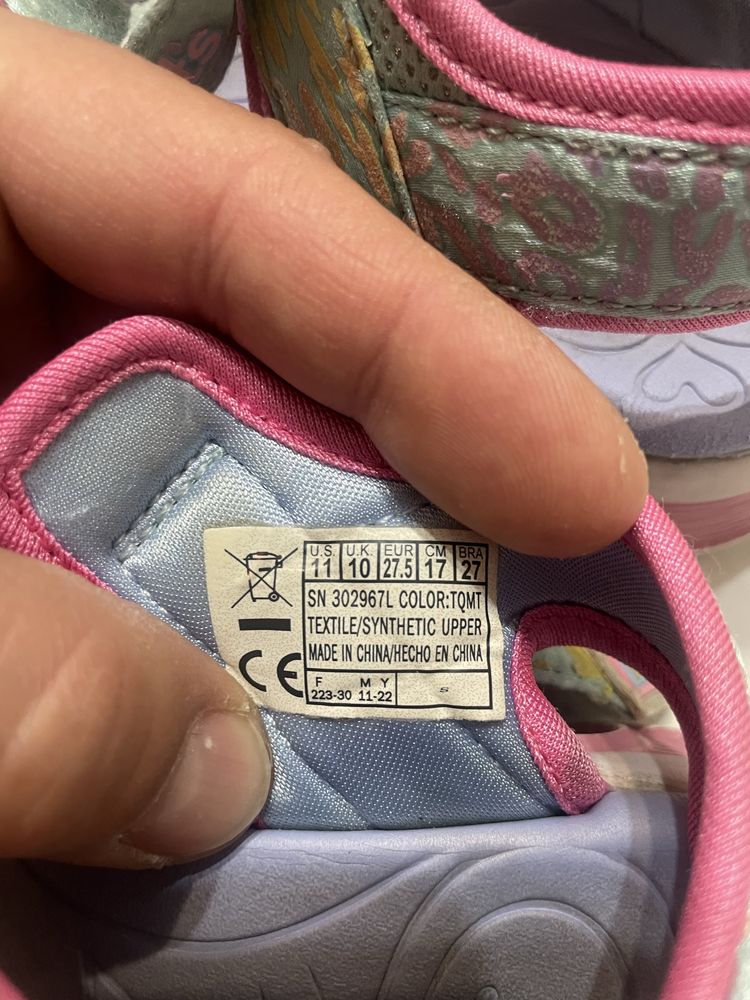 U.S. U.K. EUR CM BRA
11 10 27.5 17 27
SN 302967L COLOR:TQMT
TEXTILE/SYNTHETIC UPPER
MADE IN CHINA/HECHO EN CHINA
F M Y
223-30 11-22 S
CE